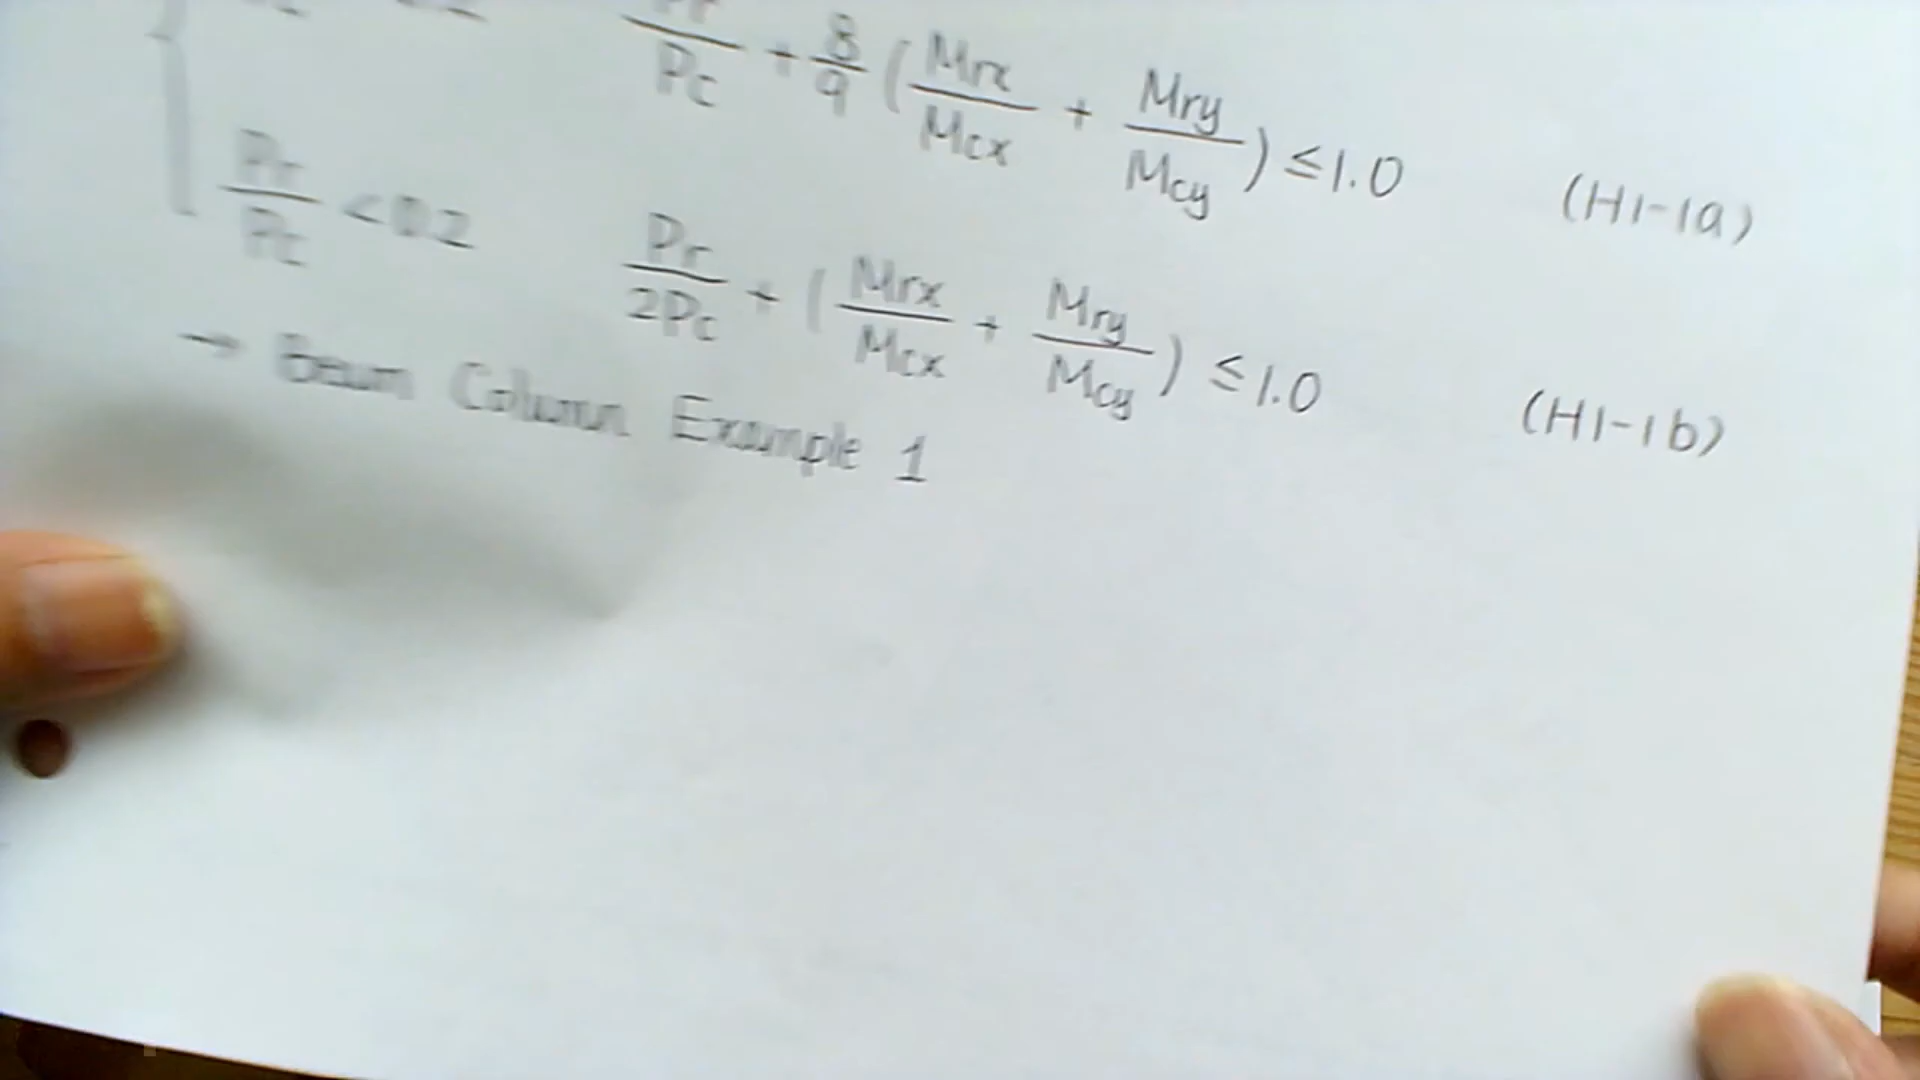 Pr/Pc + 8/9 (Mrx/Mcx + Mry/Mcy) ≤ 1.0 (H1-1a)
Pr/Pc < 0.2 Pr/2Pc + (Mrx/Mcx + Mry/Mcy) ≤ 1.0 (H1-1b)
→ Beam Column Example 1